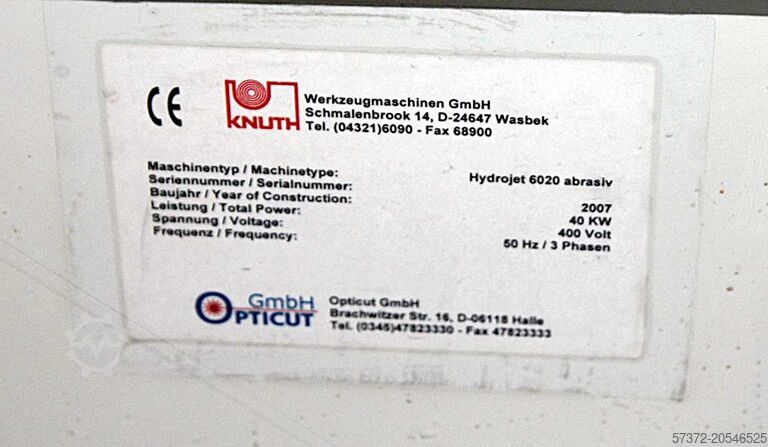 CE
KNUTH
Werkzeugmaschinen GmbH
Schmalenbrook 14, D-24647 Wasbek
Tel. (04321)6090 - Fax 68900
Maschinentyp / Machinetype: Hydrojet 6020 abrasiv
Seriennummer / Serialnummer:
Baujahr / Year of Construction: 2007
Leistung / Total Power: 40 KW
Spannung / Voltage: 400 Volt
Frequenz / Frequency: 50 Hz / 3 Phasen
GmbH
OPTICUT
Opticut GmbH
Brachwitzer Str. 16, D-06118 Halle
Tel. (0345)47823330 - Fax 47823333
57372-20546525